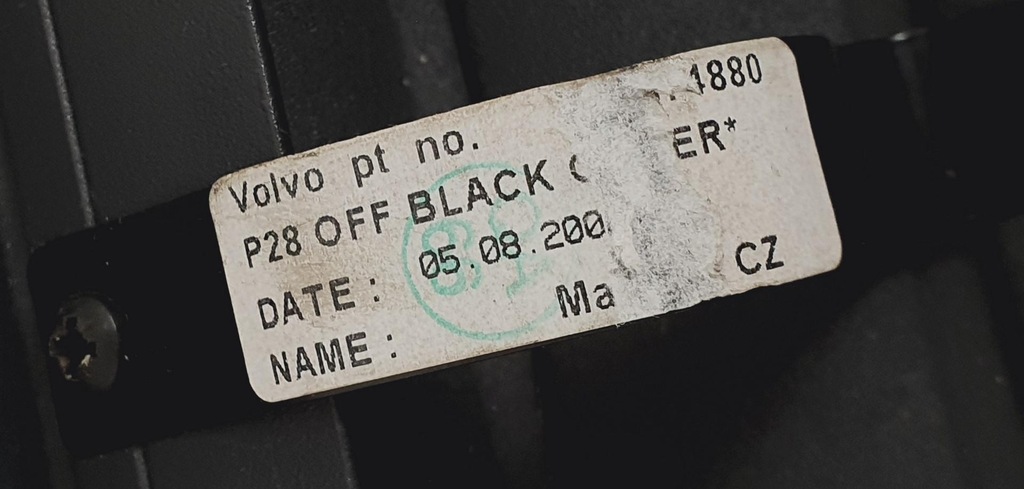 Volvo pt no. 1880
P28 OFF BLACK ER*
DATE : 05.08.200
NAME : Ma CZ